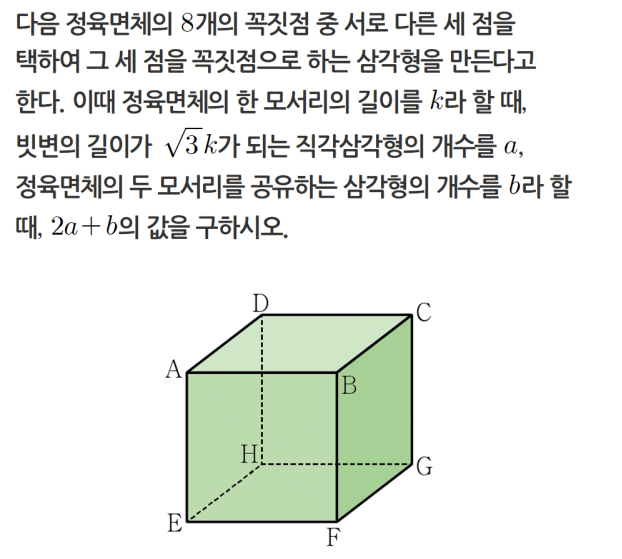 다음 정육면체의 8개의 꼭짓점 중 서로 다른 세 점을
택하여 그 세 점을 꼭짓점으로 하는 삼각형을 만든다고
한다. 이때 정육면체의 한 모서리의 길이를 k라 할 때,
빗변의 길이가 √3k가 되는 직각삼각형의 개수를 a,
정육면체의 두 모서리를 공유하는 삼각형의 개수를 b라 할
때, 2a+b의 값을 구하시오.
D
C
A
B
H
G
E
F